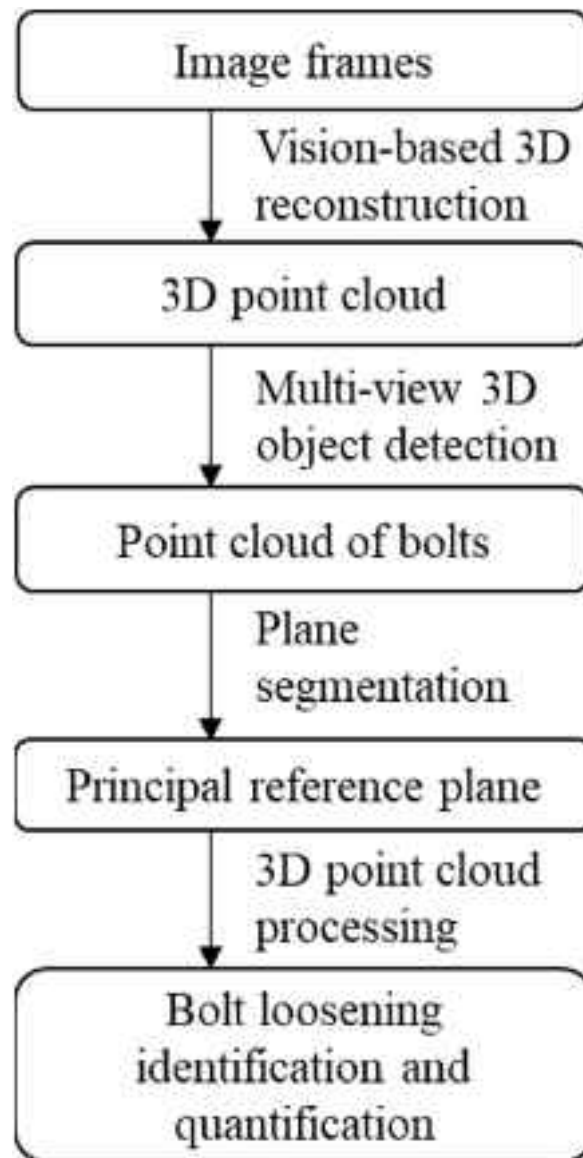 Image frames
Vision-based 3D
reconstruction
3D point cloud
Multi-view 3D
object detection
Point cloud of bolts
Plane
segmentation
Principal reference plane
3D point cloud
processing
Bolt loosening
identification and
quantification